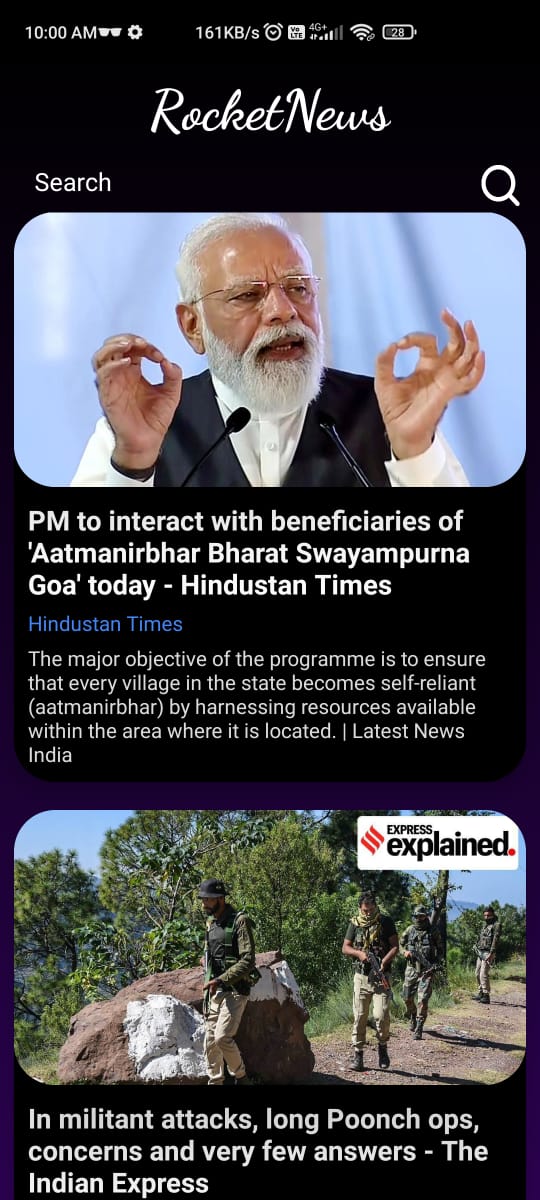 10:00 AM
161KB/s Vo LTE 4G+ 28
RocketNews
Search
PM to interact with beneficiaries of
'Aatmanirbhar Bharat Swayampurna
Goa' today - Hindustan Times
Hindustan Times
The major objective of the programme is to ensure
that every village in the state becomes self-reliant
(aatmanirbhar) by harnessing resources available
within the area where it is located. | Latest News
India
EXPRESS
explained.
In militant attacks, long Poonch ops,
concerns and very few answers - The
Indian Express